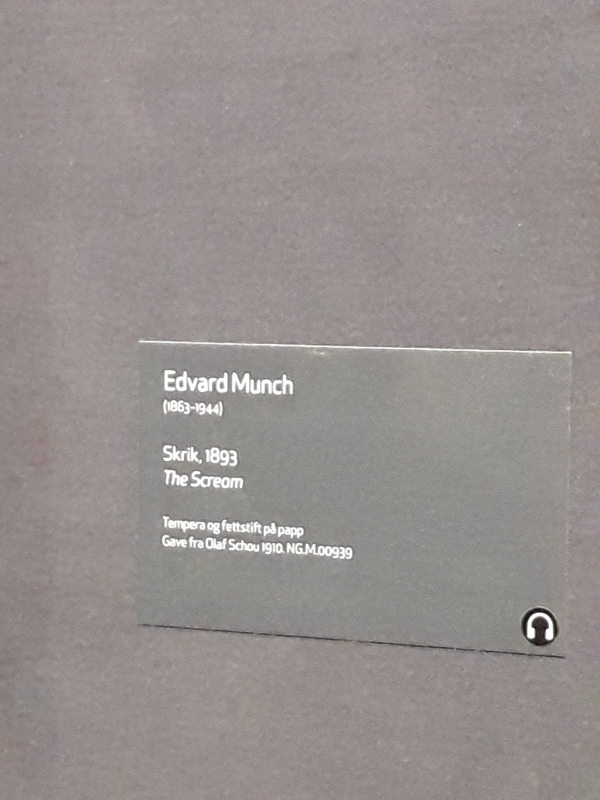 Edvard Munch
(1863-1944)
Skrik, 1893
The Scream
Tempera og fettstift på papp
Gave fra Olaf Schou 1910. NG.M.00939